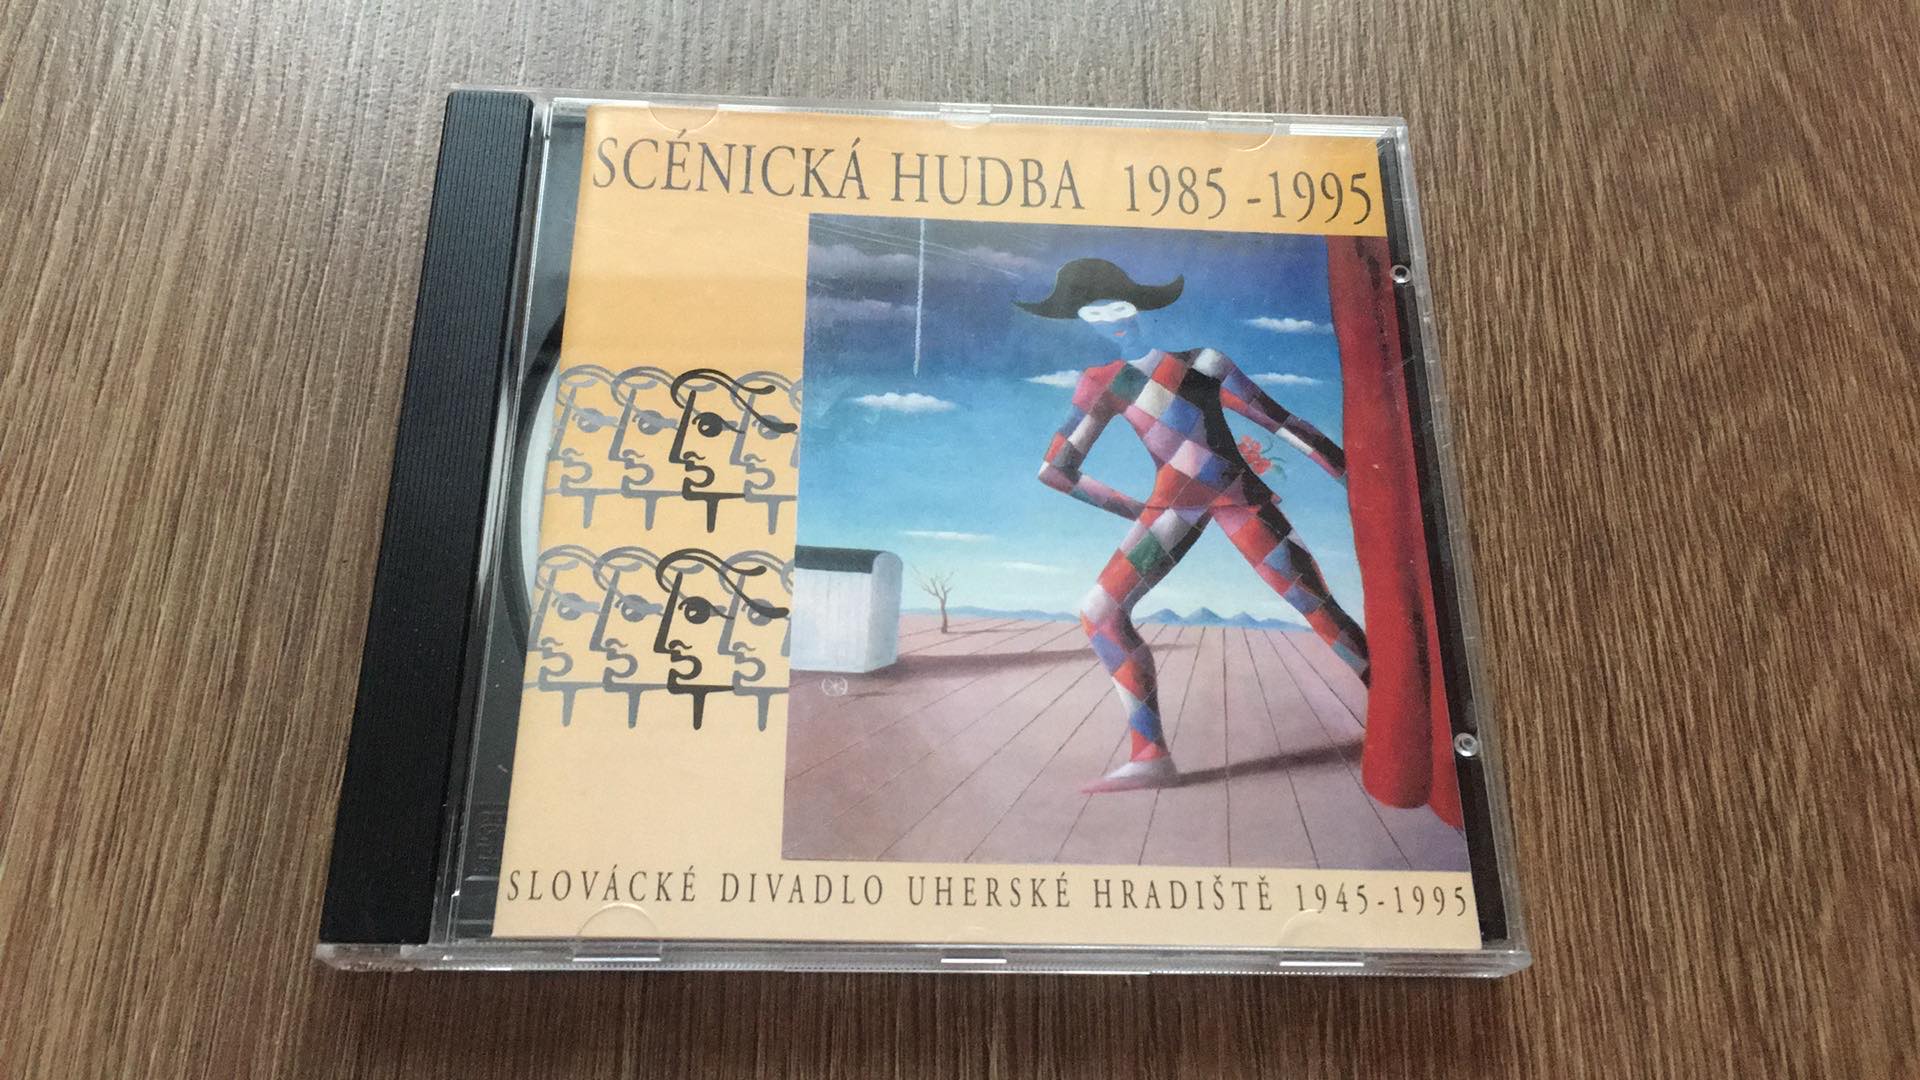 SCÉNICKÁ HUDBA 1985 -1995
SLOVÁCKÉ DIVADLO UHERSKÉ HRADIŠTĚ 1945-1995